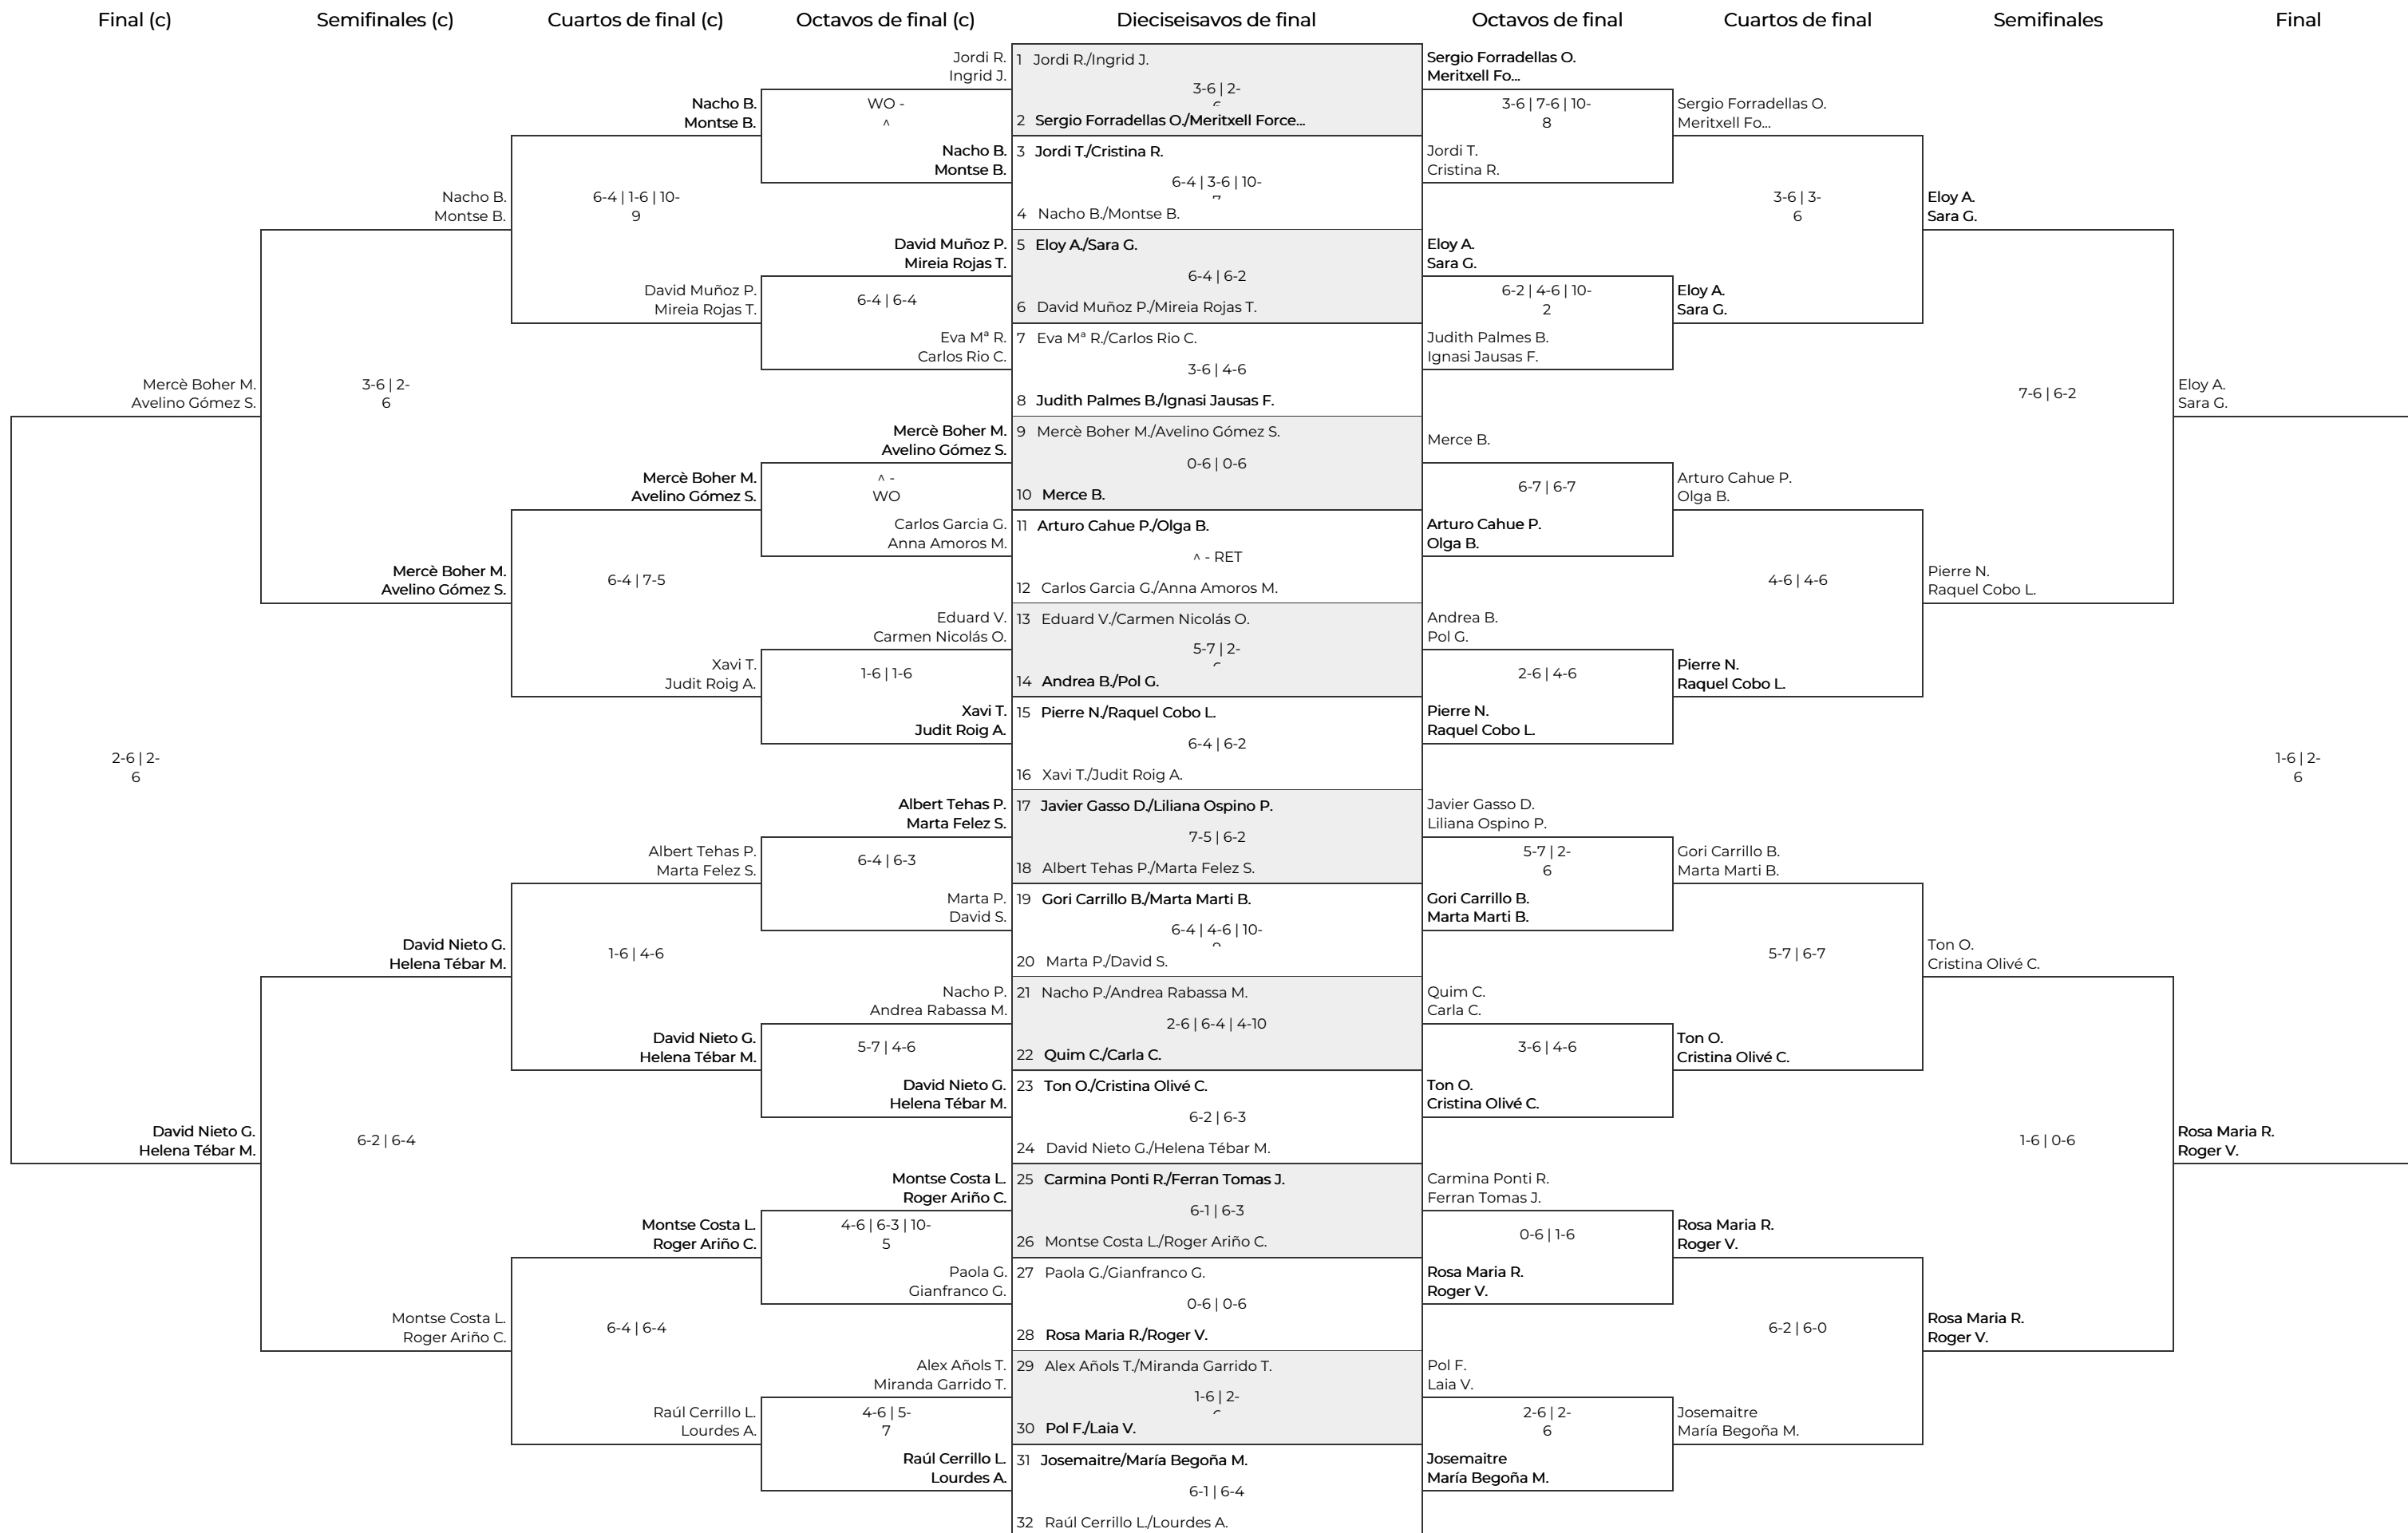 Final (c)
Semifinales (c)
Cuartos de final (c)
Octavos de final (c)
Dieciseisavos de final
Octavos de final
Cuartos de final
Semifinales
Final
Mercè Boher M.
Avelino Gómez S.
2-6 | 2-
6
David Nieto G.
Helena Tébar M.
Nacho B.
Montse B.
3-6 | 2-
6
Mercè Boher M.
Avelino Gómez S.
David Nieto G.
Helena Tébar M.
6-2 | 6-4
Montse Costa L.
Roger Ariño C.
Nacho B.
Montse B.
6-4 | 1-6 | 10-
9
David Muñoz P.
Mireia Rojas T.
Mercè Boher M.
Avelino Gómez S.
6-4 | 7-5
Xavi T.
Judit Roig A.
Albert Tehas P.
Marta Felez S.
1-6 | 4-6
David Nieto G.
Helena Tébar M.
Montse Costa L.
Roger Ariño C.
6-4 | 6-4
Raúl Cerrillo L.
Lourdes A.
Jordi R.
Ingrid J.
WO -
^
Nacho B.
Montse B.
David Muñoz P.
Mireia Rojas T.
6-4 | 6-4
Eva Mª R.
Carlos Rio C.
Mercè Boher M.
Avelino Gómez S.
^ -
WO
Carlos Garcia G.
Anna Amoros M.
Eduard V.
Carmen Nicolás O.
1-6 | 1-6
Xavi T.
Judit Roig A.
Albert Tehas P.
Marta Felez S.
6-4 | 6-3
Marta P.
David S.
Nacho P.
Andrea Rabassa M.
5-7 | 4-6
David Nieto G.
Helena Tébar M.
Montse Costa L.
Roger Ariño C.
4-6 | 6-3 | 10-
5
Paola G.
Gianfranco G.
Alex Añols T.
Miranda Garrido T.
4-6 | 5-
7
Raúl Cerrillo L.
Lourdes A.
1 Jordi R./Ingrid J.
3-6 | 2-
2 Sergio Forradellas O./Meritxell Force...
3 Jordi T./Cristina R.
6-4 | 3-6 | 10-
4 Nacho B./Montse B.
5 Eloy A./Sara G.
6-4 | 6-2
6 David Muñoz P./Mireia Rojas T.
7 Eva Mª R./Carlos Rio C.
3-6 | 4-6
8 Judith Palmes B./Ignasi Jausas F.
9 Mercè Boher M./Avelino Gómez S.
0-6 | 0-6
10 Merce B.
11 Arturo Cahue P./Olga B.
^ - RET
12 Carlos Garcia G./Anna Amoros M.
13 Eduard V./Carmen Nicolás O.
5-7 | 2-
14 Andrea B./Pol G.
15 Pierre N./Raquel Cobo L.
6-4 | 6-2
16 Xavi T./Judit Roig A.
17 Javier Gasso D./Liliana Ospino P.
7-5 | 6-2
18 Albert Tehas P./Marta Felez S.
19 Gori Carrillo B./Marta Marti B.
6-4 | 4-6 | 10-
20 Marta P./David S.
21 Nacho P./Andrea Rabassa M.
2-6 | 6-4 | 4-10
22 Quim C./Carla C.
23 Ton O./Cristina Olivé C.
6-2 | 6-3
24 David Nieto G./Helena Tébar M.
25 Carmina Ponti R./Ferran Tomas J.
6-1 | 6-3
26 Montse Costa L./Roger Ariño C.
27 Paola G./Gianfranco G.
0-6 | 0-6
28 Rosa Maria R./Roger V.
29 Alex Añols T./Miranda Garrido T.
1-6 | 2-
30 Pol F./Laia V.
31 Josemaitre/María Begoña M.
6-1 | 6-4
32 Raúl Cerrillo L./Lourdes A.
Sergio Forradellas O.
Meritxell Fo...
3-6 | 7-6 | 10-
8
Jordi T.
Cristina R.
Eloy A.
Sara G.
6-2 | 4-6 | 10-
2
Judith Palmes B.
Ignasi Jausas F.
Merce B.
6-7 | 6-7
Arturo Cahue P.
Olga B.
Andrea B.
Pol G.
2-6 | 4-6
Pierre N.
Raquel Cobo L.
Javier Gasso D.
Liliana Ospino P.
5-7 | 2-
6
Gori Carrillo B.
Marta Marti B.
Quim C.
Carla C.
3-6 | 4-6
Ton O.
Cristina Olivé C.
Carmina Ponti R.
Ferran Tomas J.
0-6 | 1-6
Rosa Maria R.
Roger V.
Pol F.
Laia V.
2-6 | 2-
6
Josemaitre
María Begoña M.
Sergio Forradellas O.
Meritxell Fo...
3-6 | 3-
6
Eloy A.
Sara G.
Arturo Cahue P.
Olga B.
4-6 | 4-6
Pierre N.
Raquel Cobo L.
Gori Carrillo B.
Marta Marti B.
5-7 | 6-7
Ton O.
Cristina Olivé C.
Rosa Maria R.
Roger V.
6-2 | 6-0
Josemaitre
María Begoña M.
Eloy A.
Sara G.
7-6 | 6-2
Pierre N.
Raquel Cobo L.
Ton O.
Cristina Olivé C.
1-6 | 0-6
Rosa Maria R.
Roger V.
Eloy A.
Sara G.
1-6 | 2-
6
Rosa Maria R.
Roger V.